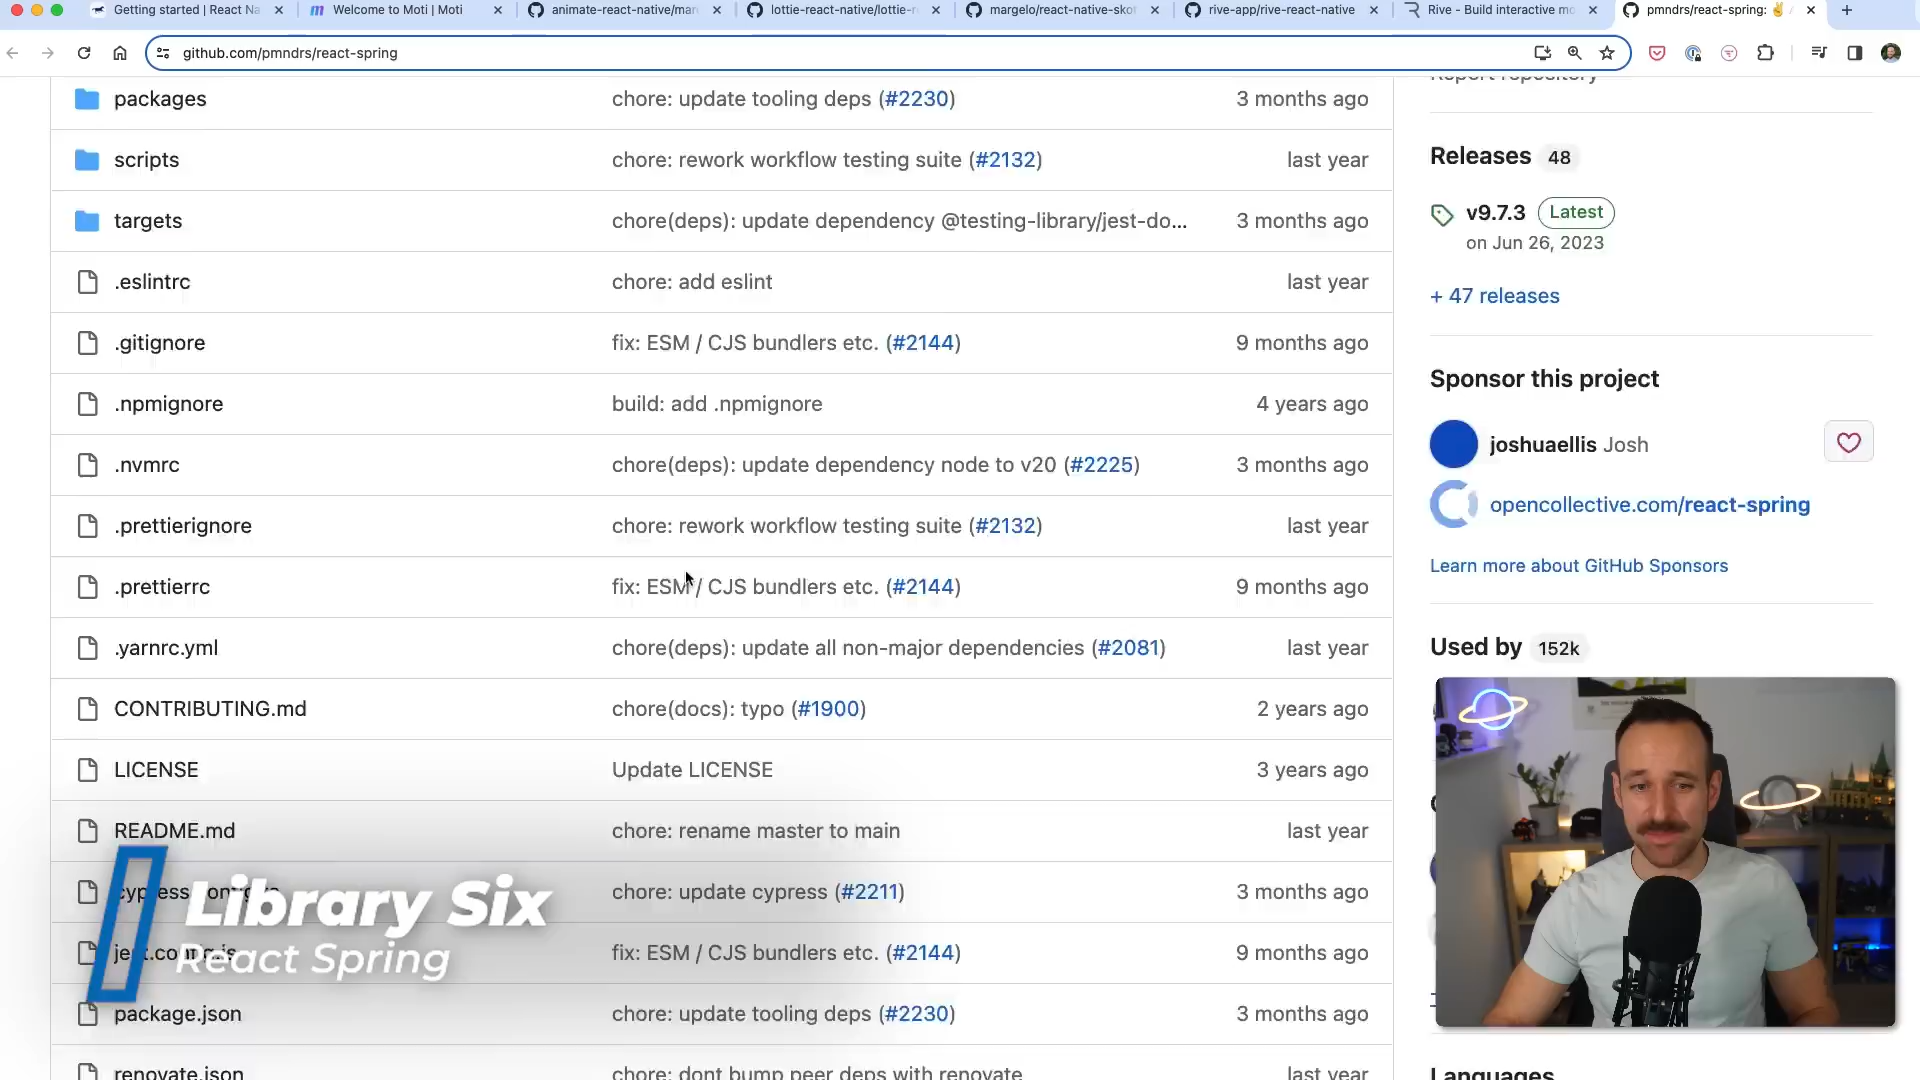 Getting started | React Na
Welcome to Moti | Moti
animate-react-native/mar
lottie-react-native/lottie-r
margelo/react-native-sko
rive-app/rive-react-native
Rive - Build interactive mo
pmndrs/react-spring: ✌️
github.com/pmndrs/react-spring
Report repository
packages chore: update tooling deps (#2230) 3 months ago
scripts chore: rework workflow testing suite (#2132) last year
targets chore(deps): update dependency @testing-library/jest-do... 3 months ago
.eslintrc chore: add eslint last year
.gitignore fix: ESM / CJS bundlers etc. (#2144) 9 months ago
.npmignore build: add .npmignore 4 years ago
.nvmrc chore(deps): update dependency node to v20 (#2225) 3 months ago
.prettierignore chore: rework workflow testing suite (#2132) last year
.prettierrc fix: ESM / CJS bundlers etc. (#2144) 9 months ago
.yarnrc.yml chore(deps): update all non-major dependencies (#2081) last year
CONTRIBUTING.md chore(docs): typo (#1900) 2 years ago
LICENSE Update LICENSE 3 years ago
README.md chore: rename master to main last year
chore: update cypress (#2211) 3 months ago
fix: ESM / CJS bundlers etc. (#2144) 9 months ago
package.json chore: update tooling deps (#2230) 3 months ago
renovate.json chore: dont bump peer deps with renovate last year
Releases 48
v9.7.3 Latest
on Jun 26, 2023
+ 47 releases
Sponsor this project
joshuaellis Josh
opencollective.com/react-spring
Learn more about GitHub Sponsors
Used by 152k
Languages
Library Six
React Spring